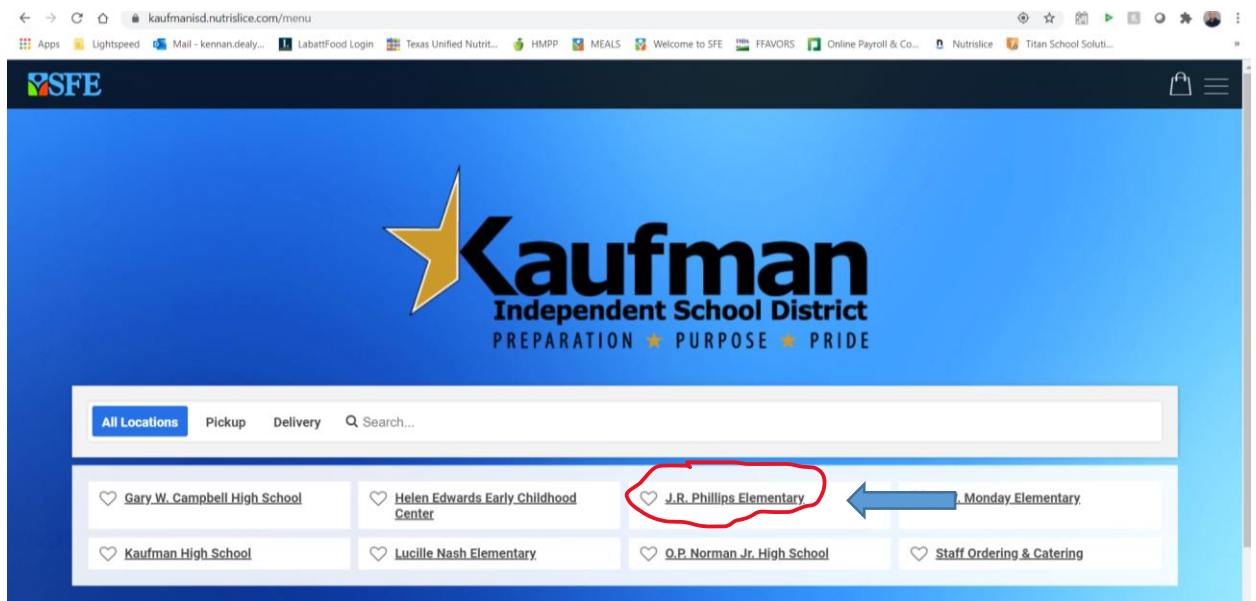 kaufmanisd.nutrislice.com/menu
Apps Lightspeed Mail - kennan.dealy... LabattFood Login Texas Unified Nutrit... HMPP MEALS Welcome to SFE FFAVORS Online Payroll & Co... Nutrislice Titan School Soluti... »
SFE
Kaufman
Independent School District
PREPARATION ★ PURPOSE ★ PRIDE
All Locations Pickup Delivery Search...
Gary W. Campbell High School
Helen Edwards Early Childhood
Center
J.R. Phillips Elementary
Monday Elementary
Kaufman High School
Lucille Nash Elementary
O.P. Norman Jr. High School
Staff Ordering & Catering